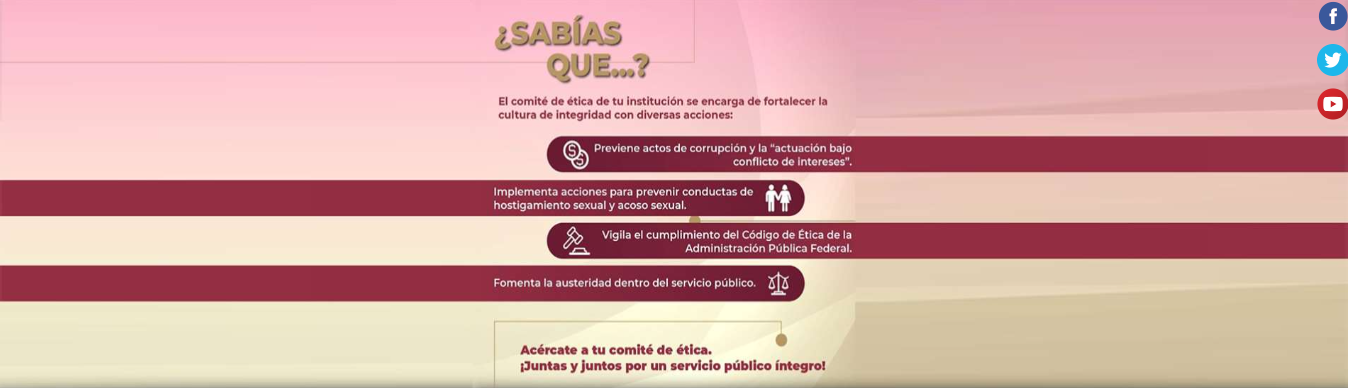 ¿SABÍAS
QUE...?
El comité de ética de tu institución se encarga de fortalecer la
cultura de integridad con diversas acciones:
Previene actos de corrupción y la “actuación bajo
conflicto de intereses”.
Implementa acciones para prevenir conductas de
hostigamiento sexual y acoso sexual.
Vigila el cumplimiento del Código de Ética de la
Administración Pública Federal.
Fomenta la austeridad dentro del servicio público.
Acércate a tu comité de ética.
¡Juntas y juntos por un servicio público íntegro!